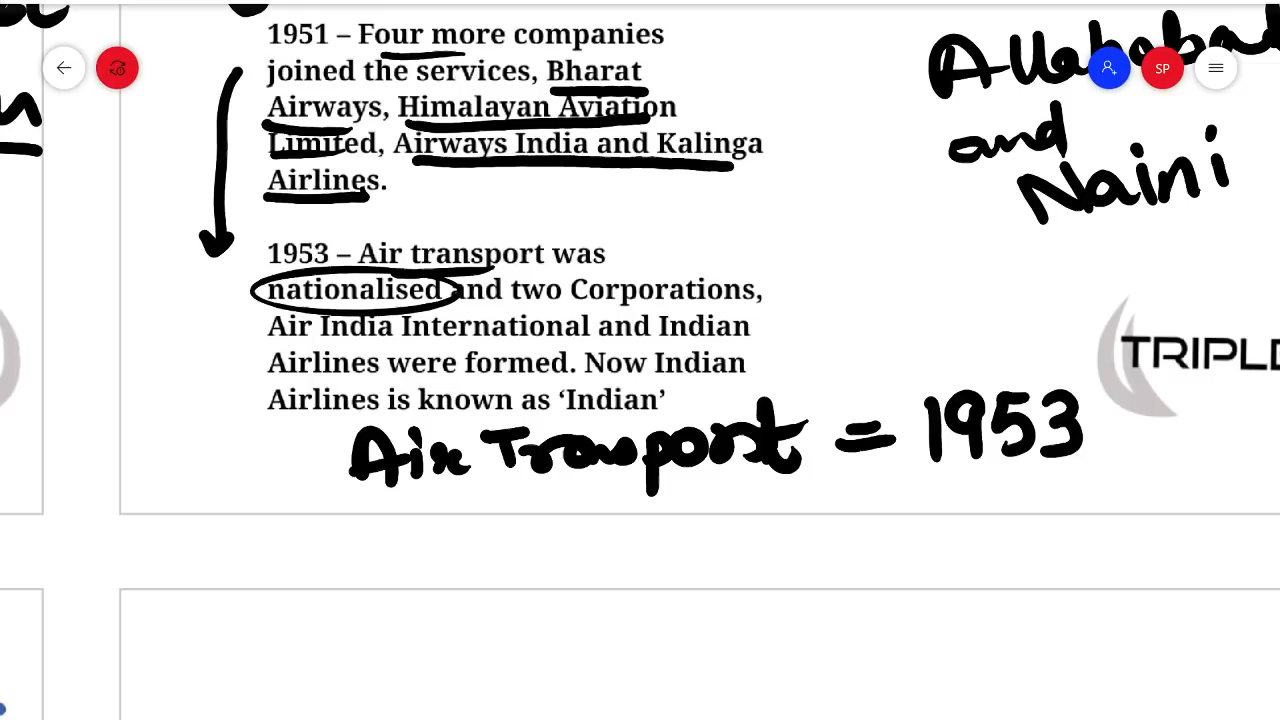 1951 – Four more companies
joined the services, Bharat
Airways, Himalayan Aviation
Limited, Airways India and Kalinga
Airlines.
1953 – Air transport was
nationalised and two Corporations,
Air India International and Indian
Airlines were formed. Now Indian
Airlines is known as ‘Indian’
Air Transport = 1953
Allahabad
and
Naini
SP